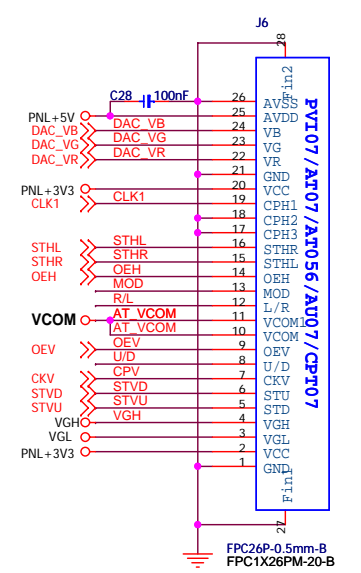 J6
28
Fin2
C28 100nF
26 AVSS
PNL+5V 25 AVDD
DAC_VB DAC_VB 24 VB
DAC_VG DAC_VG 23 VG
DAC_VR DAC_VR 22 VR
21 GND
PNL+3V3 20 VCC
CLK1 CLK1 19 CPH1
18 CPH2
17 CPH3
STHL STHL 16 STHR
STHR STHR 15 STHL
OEH OEH 14 OEH
MOD 13 MOD
R/L 12 L/R
VCOM AT_VCOM 11 VCOM1
AT_VCOM 10 VCOM
OEV OEV 9 OEV
U/D 8 U/D
CKV CPV 7 CKV
STVD STVD 6 STU
STVU STVU 5 STD
VGH VGH 4 VGH
VGL 3 VGL
PNL+3V3 2 VCC
1 GND
Fin1
27
PVI07/AT07/AT056/AU07/CPT07
FPC26P-0.5mm-B
FPC1X26PM-20-B